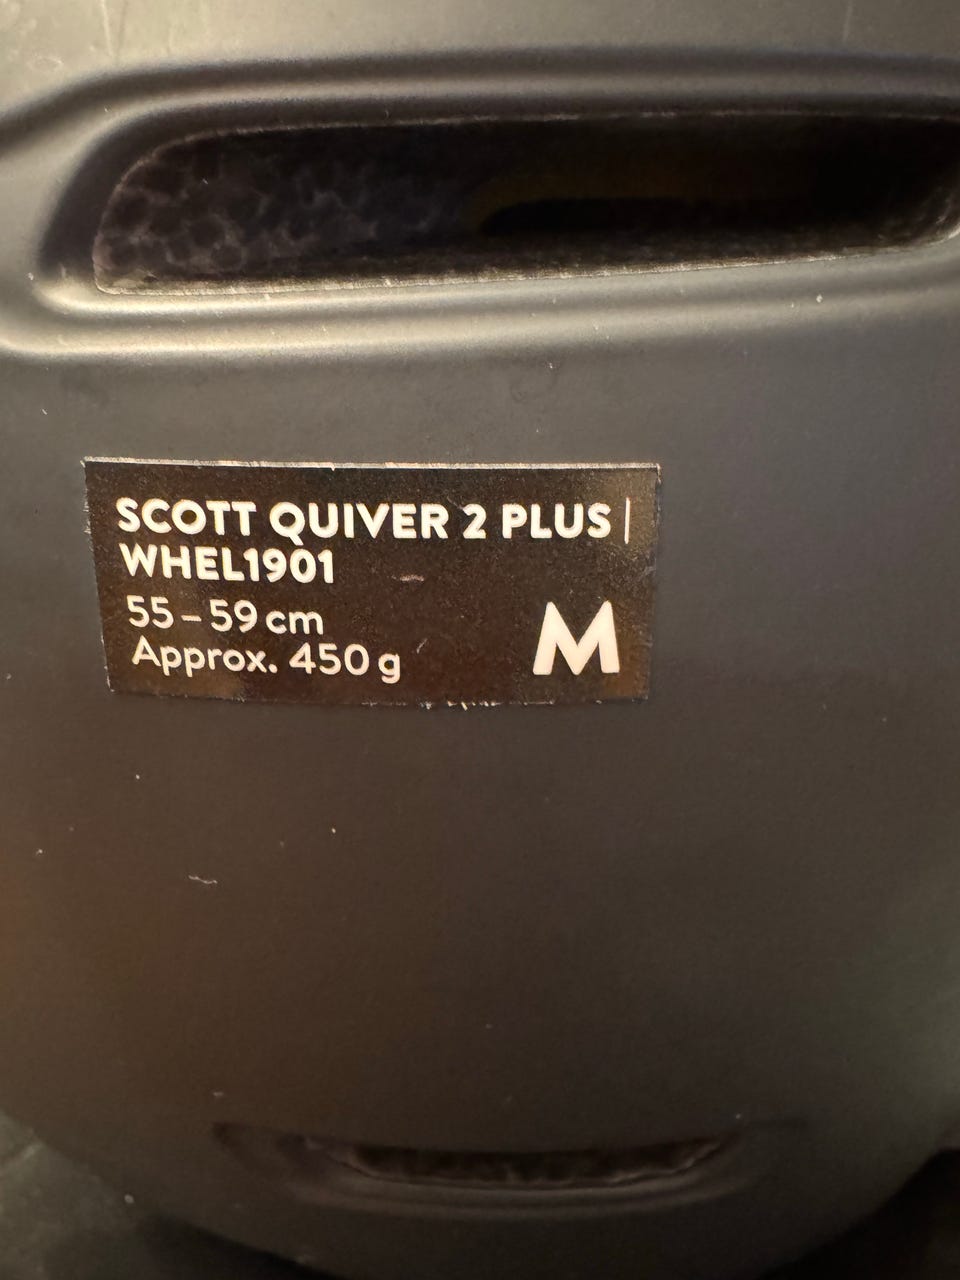 SCOTT QUIVER 2 PLUS |
WHEL1901
55 – 59 cm
Approx. 450 g
M